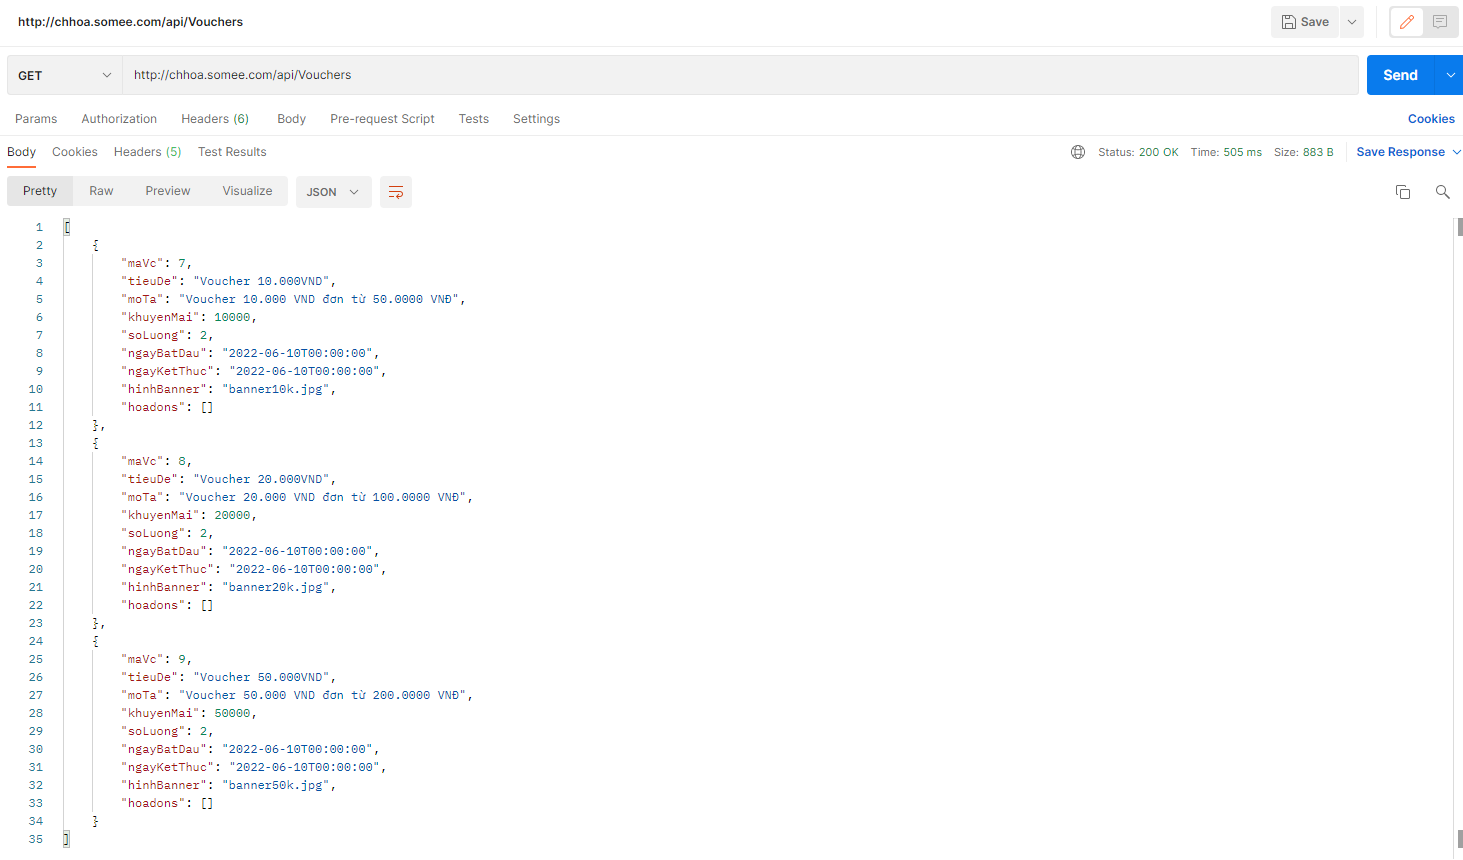 http://chhoa.somee.com/api/Vouchers
Save
GET
http://chhoa.somee.com/api/Vouchers
Send
Params Authorization Headers (6) Body Pre-request Script Tests Settings Cookies
Body Cookies Headers (5) Test Results Status: 200 OK Time: 505 ms Size: 883 B Save Response
Pretty Raw Preview Visualize JSON
1 [
2 {
3 "maVc": 7,
4 "tieuDe": "Voucher 10.000VND",
5 "moTa": "Voucher 10.000 VND đơn từ 50.0000 VNĐ",
6 "khuyenMai": 10000,
7 "soLuong": 2,
8 "ngayBatDau": "2022-06-10T00:00:00",
9 "ngayKetThuc": "2022-06-10T00:00:00",
10 "hinhBanner": "banner10k.jpg",
11 "hoadons": []
12 },
13 {
14 "maVc": 8,
15 "tieuDe": "Voucher 20.000VND",
16 "moTa": "Voucher 20.000 VND đơn từ 100.0000 VNĐ",
17 "khuyenMai": 20000,
18 "soLuong": 2,
19 "ngayBatDau": "2022-06-10T00:00:00",
20 "ngayKetThuc": "2022-06-10T00:00:00",
21 "hinhBanner": "banner20k.jpg",
22 "hoadons": []
23 },
24 {
25 "maVc": 9,
26 "tieuDe": "Voucher 50.000VND",
27 "moTa": "Voucher 50.000 VND đơn từ 200.0000 VNĐ",
28 "khuyenMai": 50000,
29 "soLuong": 2,
30 "ngayBatDau": "2022-06-10T00:00:00",
31 "ngayKetThuc": "2022-06-10T00:00:00",
32 "hinhBanner": "banner50k.jpg",
33 "hoadons": []
34 }
35 ]